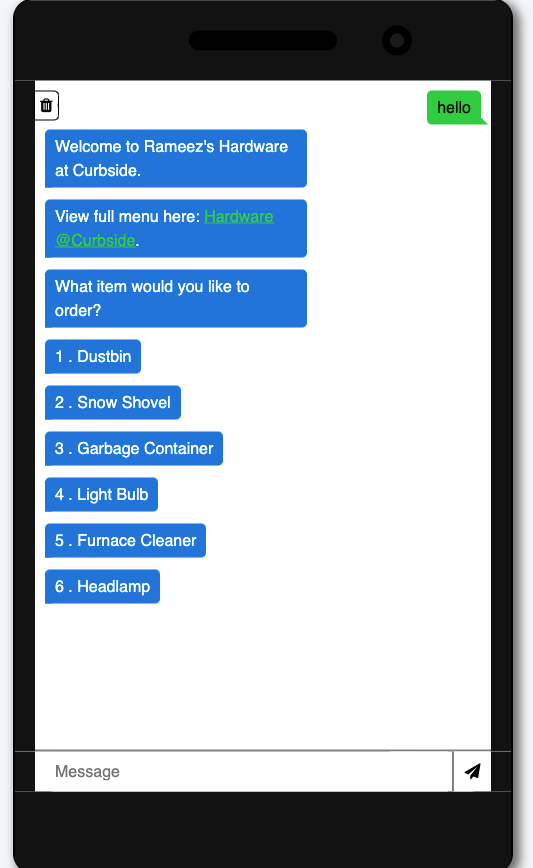 hello
Welcome to Rameez's Hardware
at Curbside.
View full menu here: Hardware
@Curbside.
What item would you like to
order?
1 . Dustbin
2 . Snow Shovel
3 . Garbage Container
4 . Light Bulb
5 . Furnace Cleaner
6 . Headlamp
Message